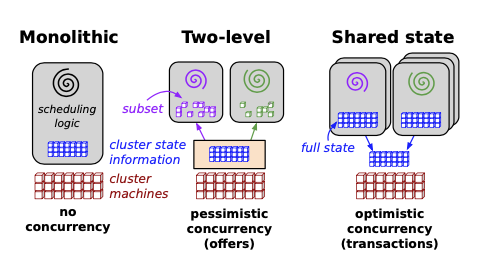 Monolithic
Two-level
Shared state
scheduling
logic
subset
cluster state
information
full state
cluster
machines
no
concurrency
pessimistic
concurrency
(offers)
optimistic
concurrency
(transactions)